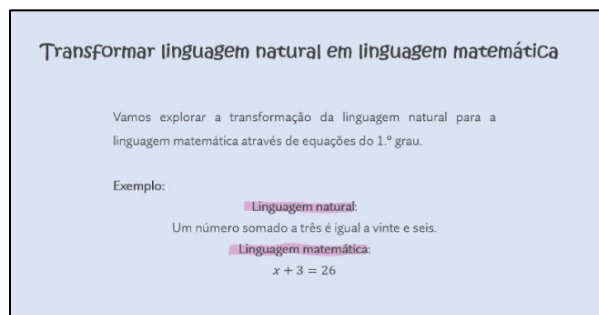 Transformar linguagem natural em linguagem matemática
Vamos explorar a transformação da linguagem natural para a
linguagem matemática através de equações do 1.º grau.
Exemplo:
Linguagem natural:
Um número somado a três é igual a vinte e seis.
Linguagem matemática:
x + 3 = 26